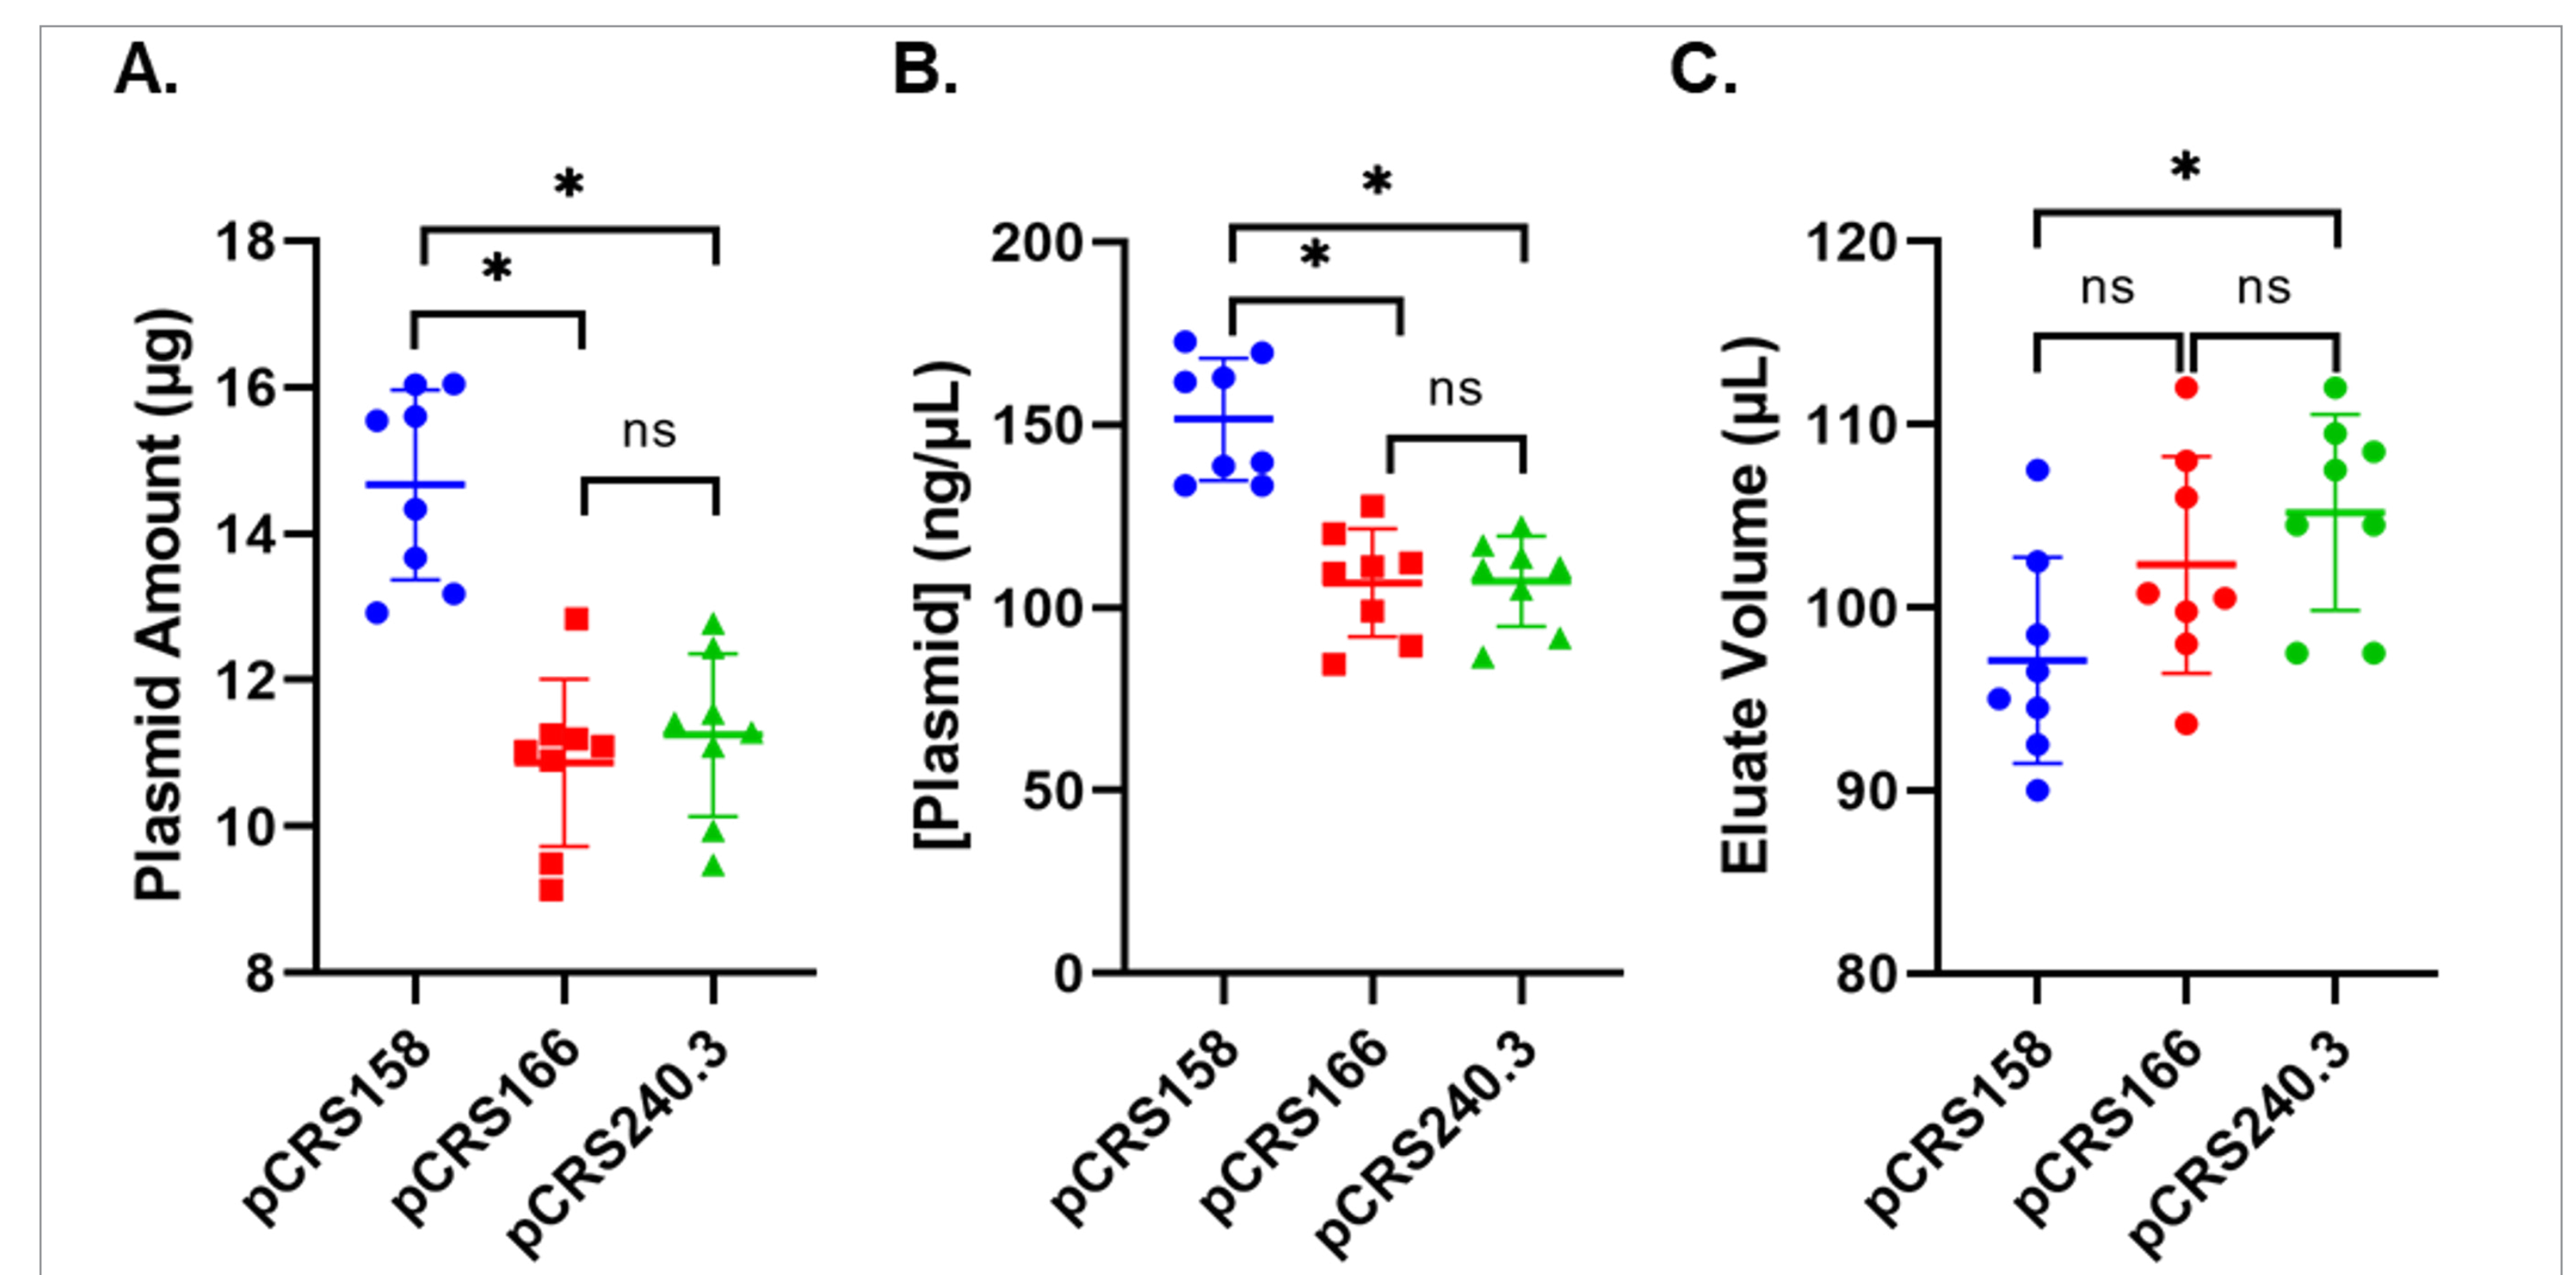 A.
Plasmid Amount (µg)
18
16
14
12
10
8
*
*
ns
pCRS158
pCRS166
pCRS240.3
B.
[Plasmid] (ng/µL)
200
150
100
50
0
*
*
ns
pCRS158
pCRS166
pCRS240.3
C.
Eluate Volume (µL)
120
110
100
90
80
*
ns
ns
pCRS158
pCRS166
pCRS240.3